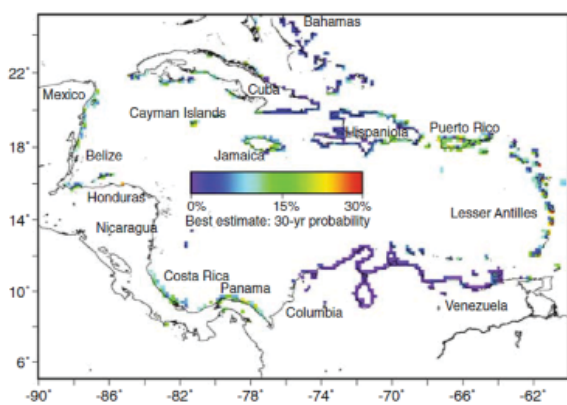 Bahamas
22°
Cuba
Mexico
Cayman Islands
Hispaniola
Puerto Rico
18°
Jamaica
Belize
Honduras
0% 15% 30%
Best estimate: 30-yr probability
Lesser Antilles
14°
Nicaragua
Costa Rica
Panama
10°
Columbia
Venezuela
6°
-90° -86° -82° -78° -74° -70° -66° -62°